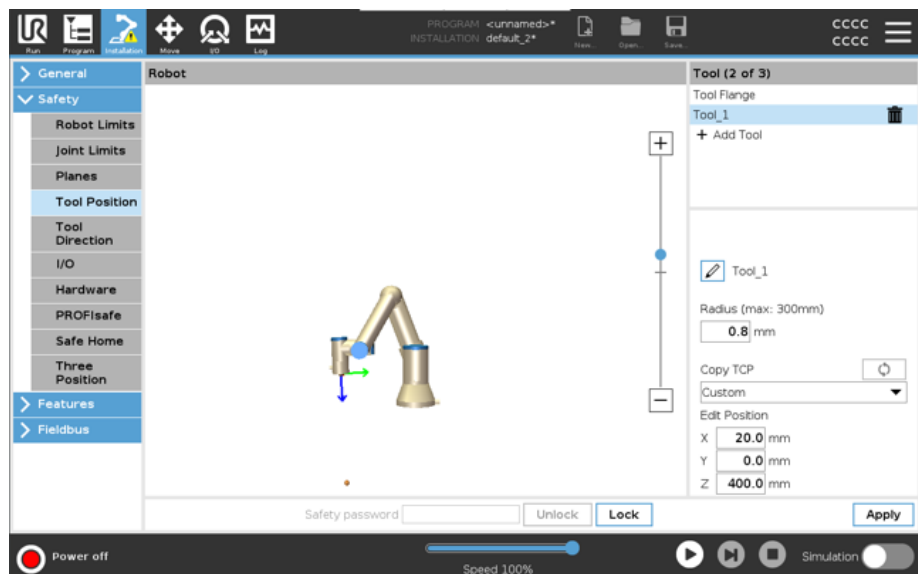 UR
PROGRAM <unnamed>*
INSTALLATION default_2*
CCCC
CCCC
Run
Program
Installation
Move
I/O
Log
New...
Open...
Save...
General
Safety
Robot Limits
Joint Limits
Planes
Tool Position
Tool
Direction
I/O
Hardware
PROFIsafe
Safe Home
Three
Position
Features
Fieldbus
Robot
Tool (2 of 3)
Tool Flange
Tool_1
+ Add Tool
Tool_1
Radius (max: 300mm)
0.8 mm
Copy TCP
Custom
Edit Position
X 20.0 mm
Y 0.0 mm
Z 400.0 mm
Safety password
Unlock
Lock
Apply
Power off
Speed 100%
Simulation